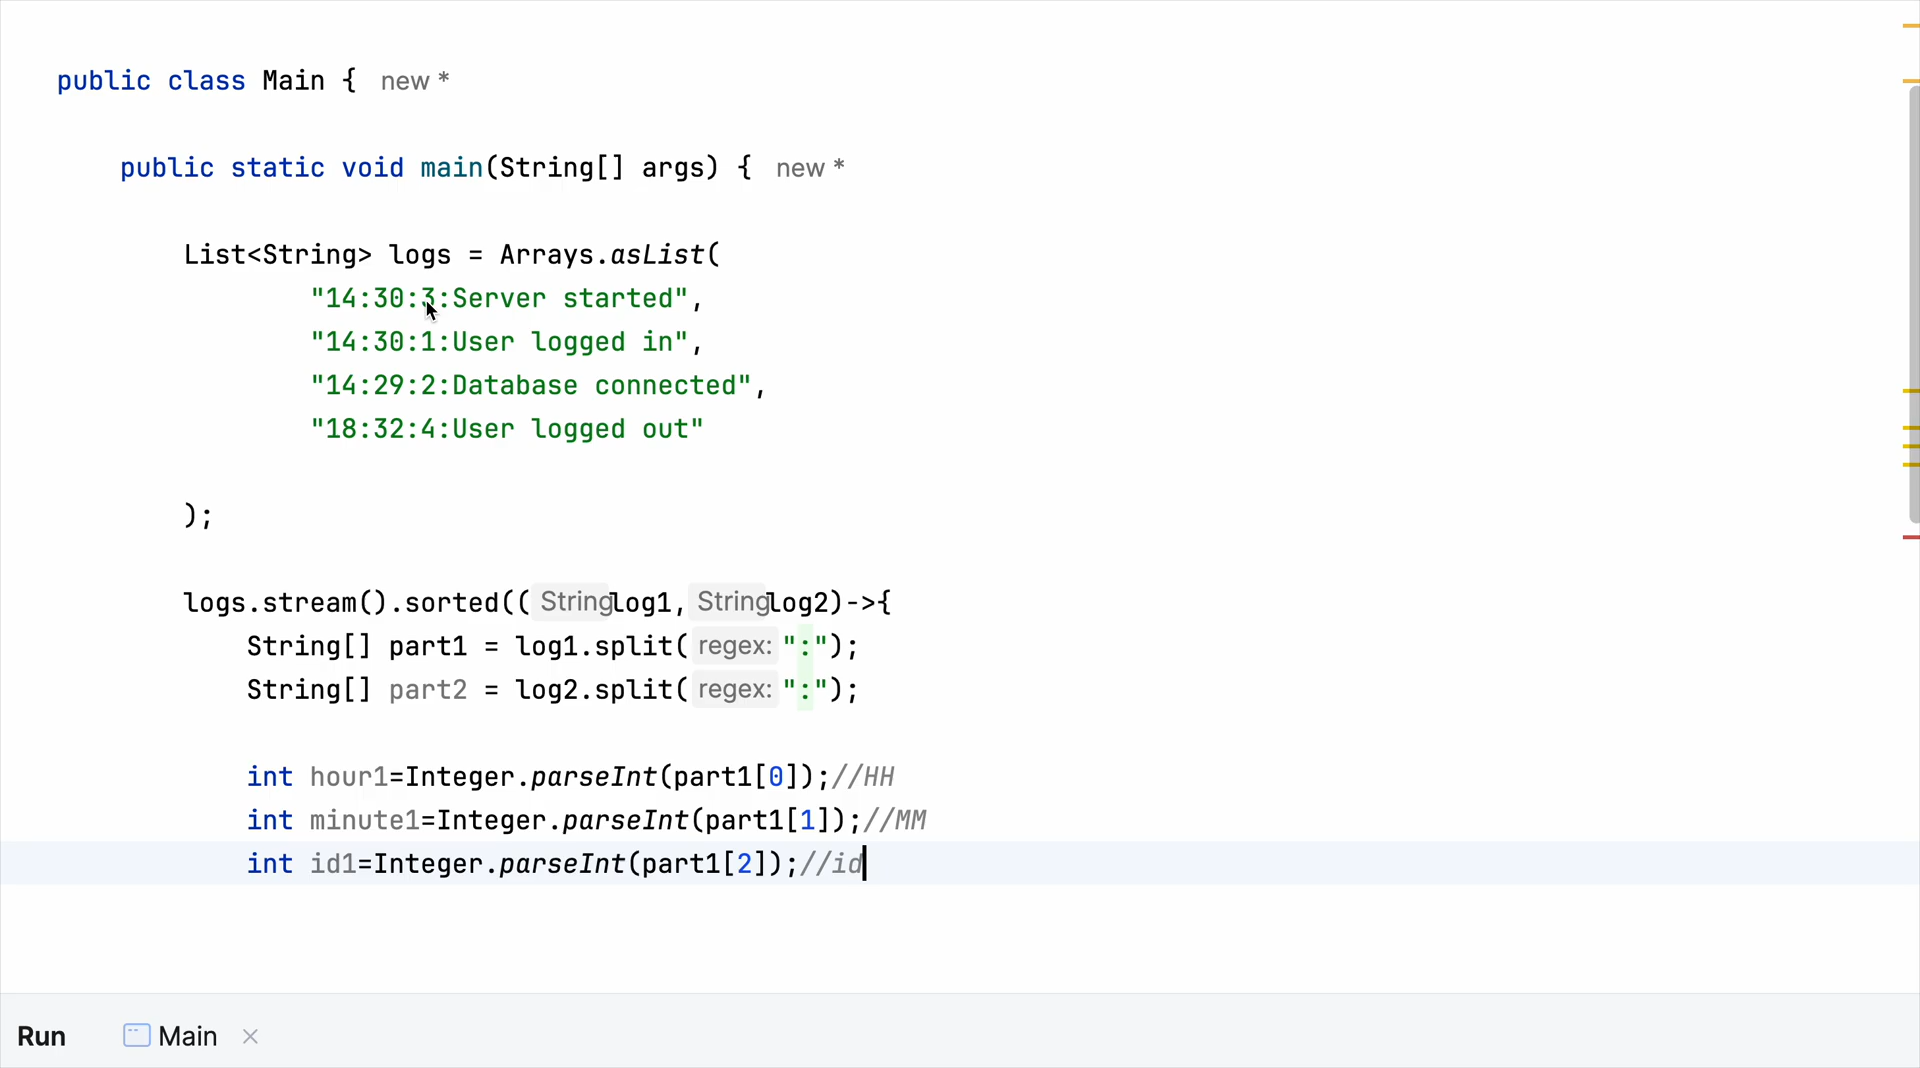 public class Main { new *
public static void main(String[] args) { new *
List<String> logs = Arrays.asList(
"14:30:3:Server started",
"14:30:1:User logged in",
"14:29:2:Database connected",
"18:32:4:User logged out"
);
logs.stream().sorted(( String log1, String log2)->{
String[] part1 = log1.split( regex: ":");
String[] part2 = log2.split( regex: ":");
int hour1=Integer.parseInt(part1[0]);//HH
int minute1=Integer.parseInt(part1[1]);//MM
int id1=Integer.parseInt(part1[2]);//id
Run Main